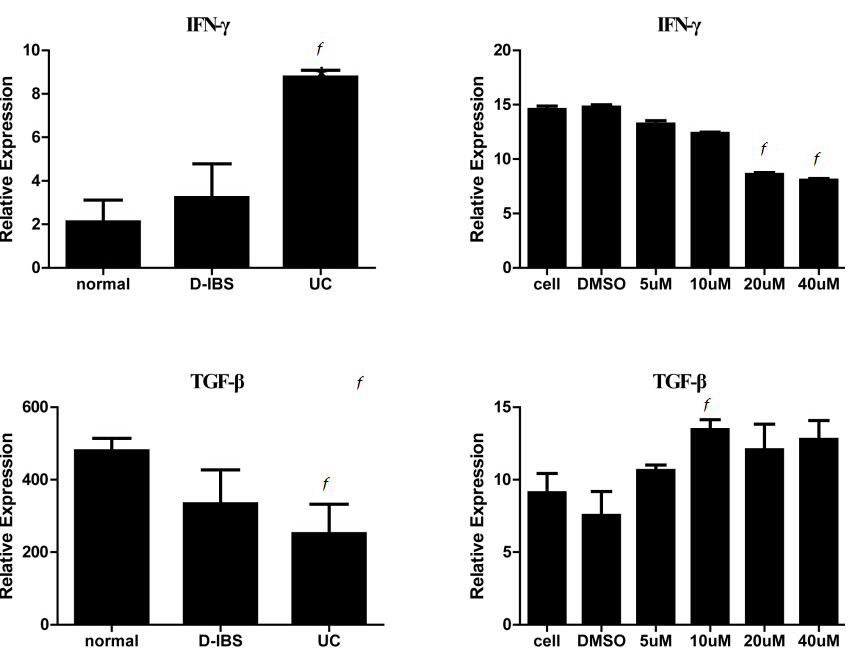 IFN-γ
f
10
8
6
4
2
0
Relative Expression
normal D-IBS UC
IFN-γ
20
15
10
5
0
f f
Relative Expression
cell DMSO 5uM 10uM 20uM 40uM
TGF-β
f
600
400
200
0
f
Relative Expression
normal D-IBS UC
TGF-β
f
15
10
5
0
Relative Expression
cell DMSO 5uM 10uM 20uM 40uM